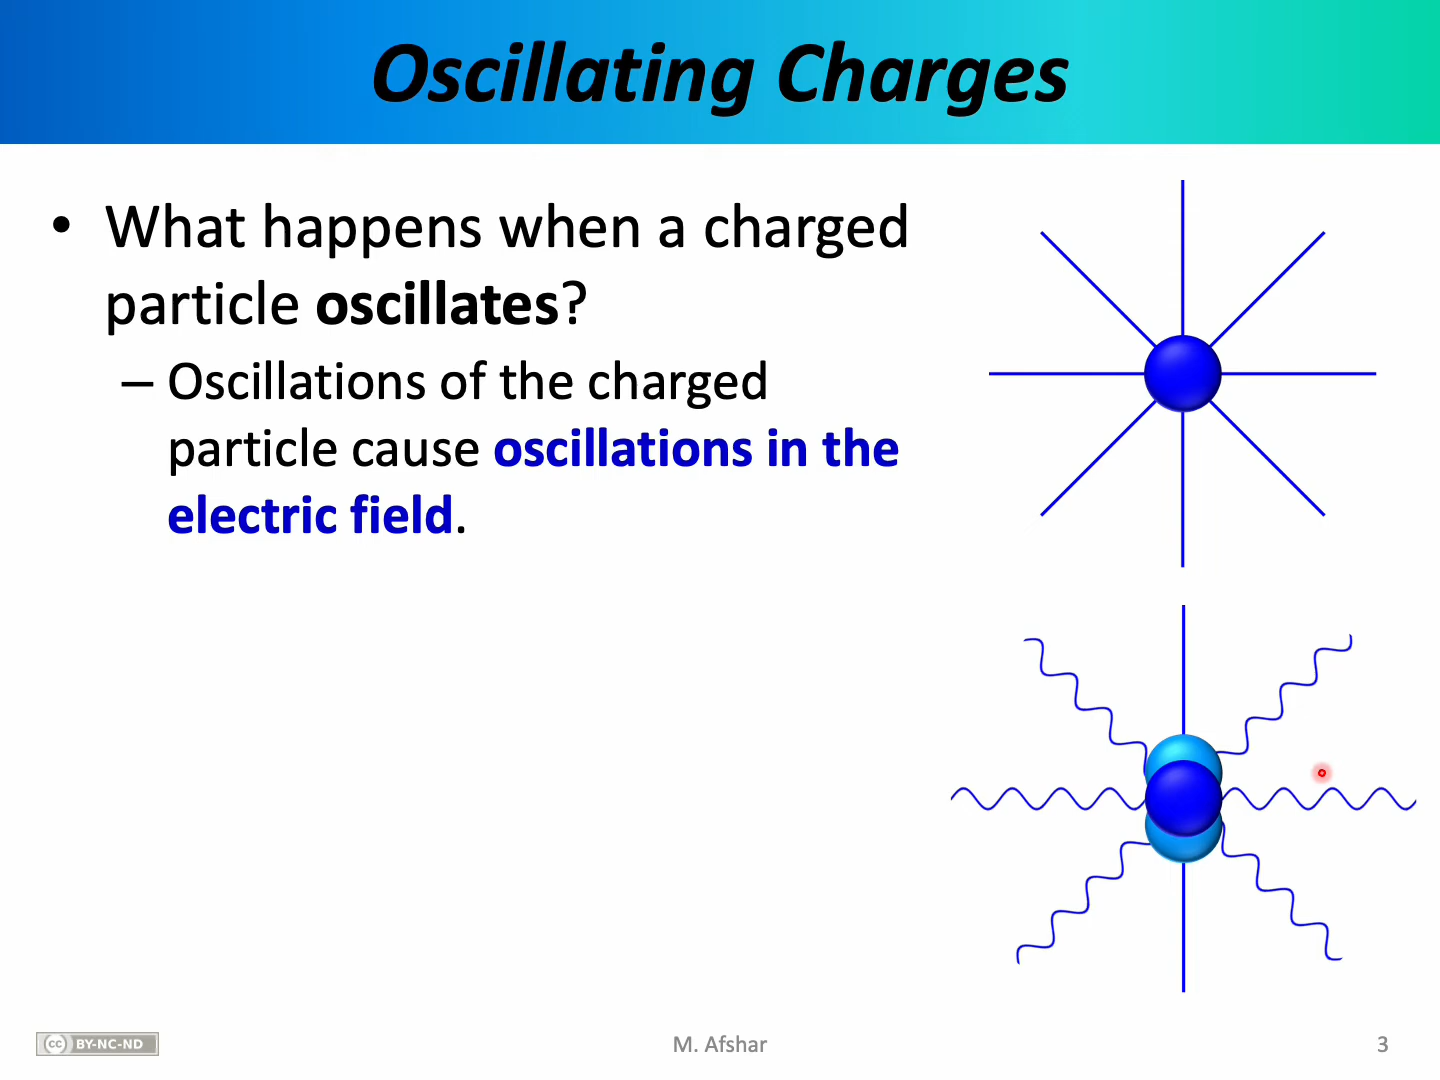 Oscillating Charges
• What happens when a charged
particle oscillates?
– Oscillations of the charged
particle cause oscillations in the
electric field.
cc BY-NC-ND
M. Afshar
3